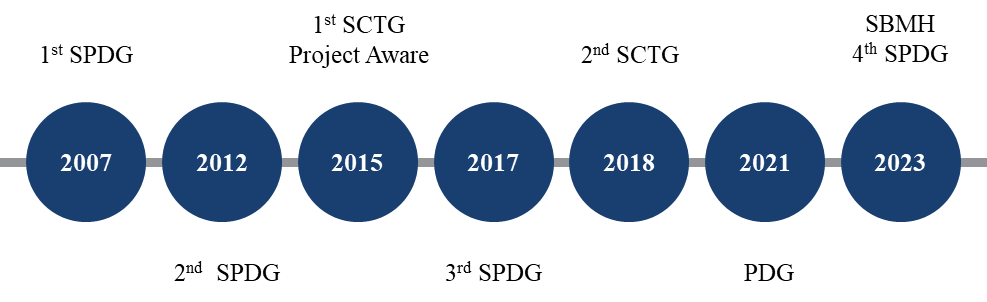 1st SCTG
SBMH
1st SPDG
Project Aware
2nd SCTG
4th SPDG
2007
2012
2015
2017
2018
2021
2023
2nd SPDG
3rd SPDG
PDG